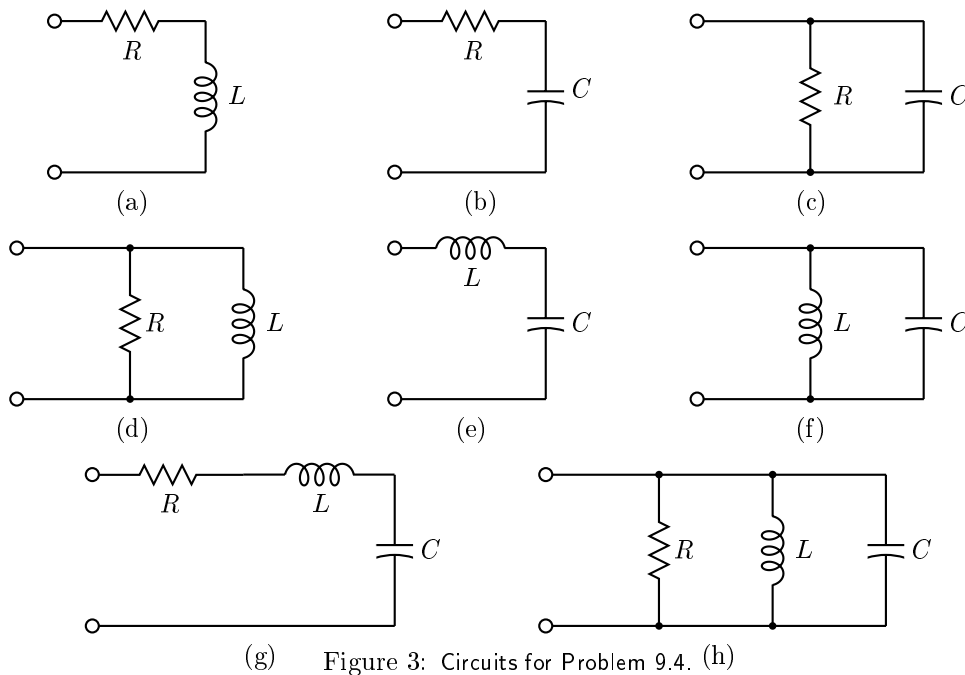 R
L
(a)
R
C
(b)
R
C
(c)
R
L
(d)
L
C
(e)
L
C
(f)
R
L
C
(g)
R
L
C
(h)
Figure 3: Circuits for Problem 9.4.